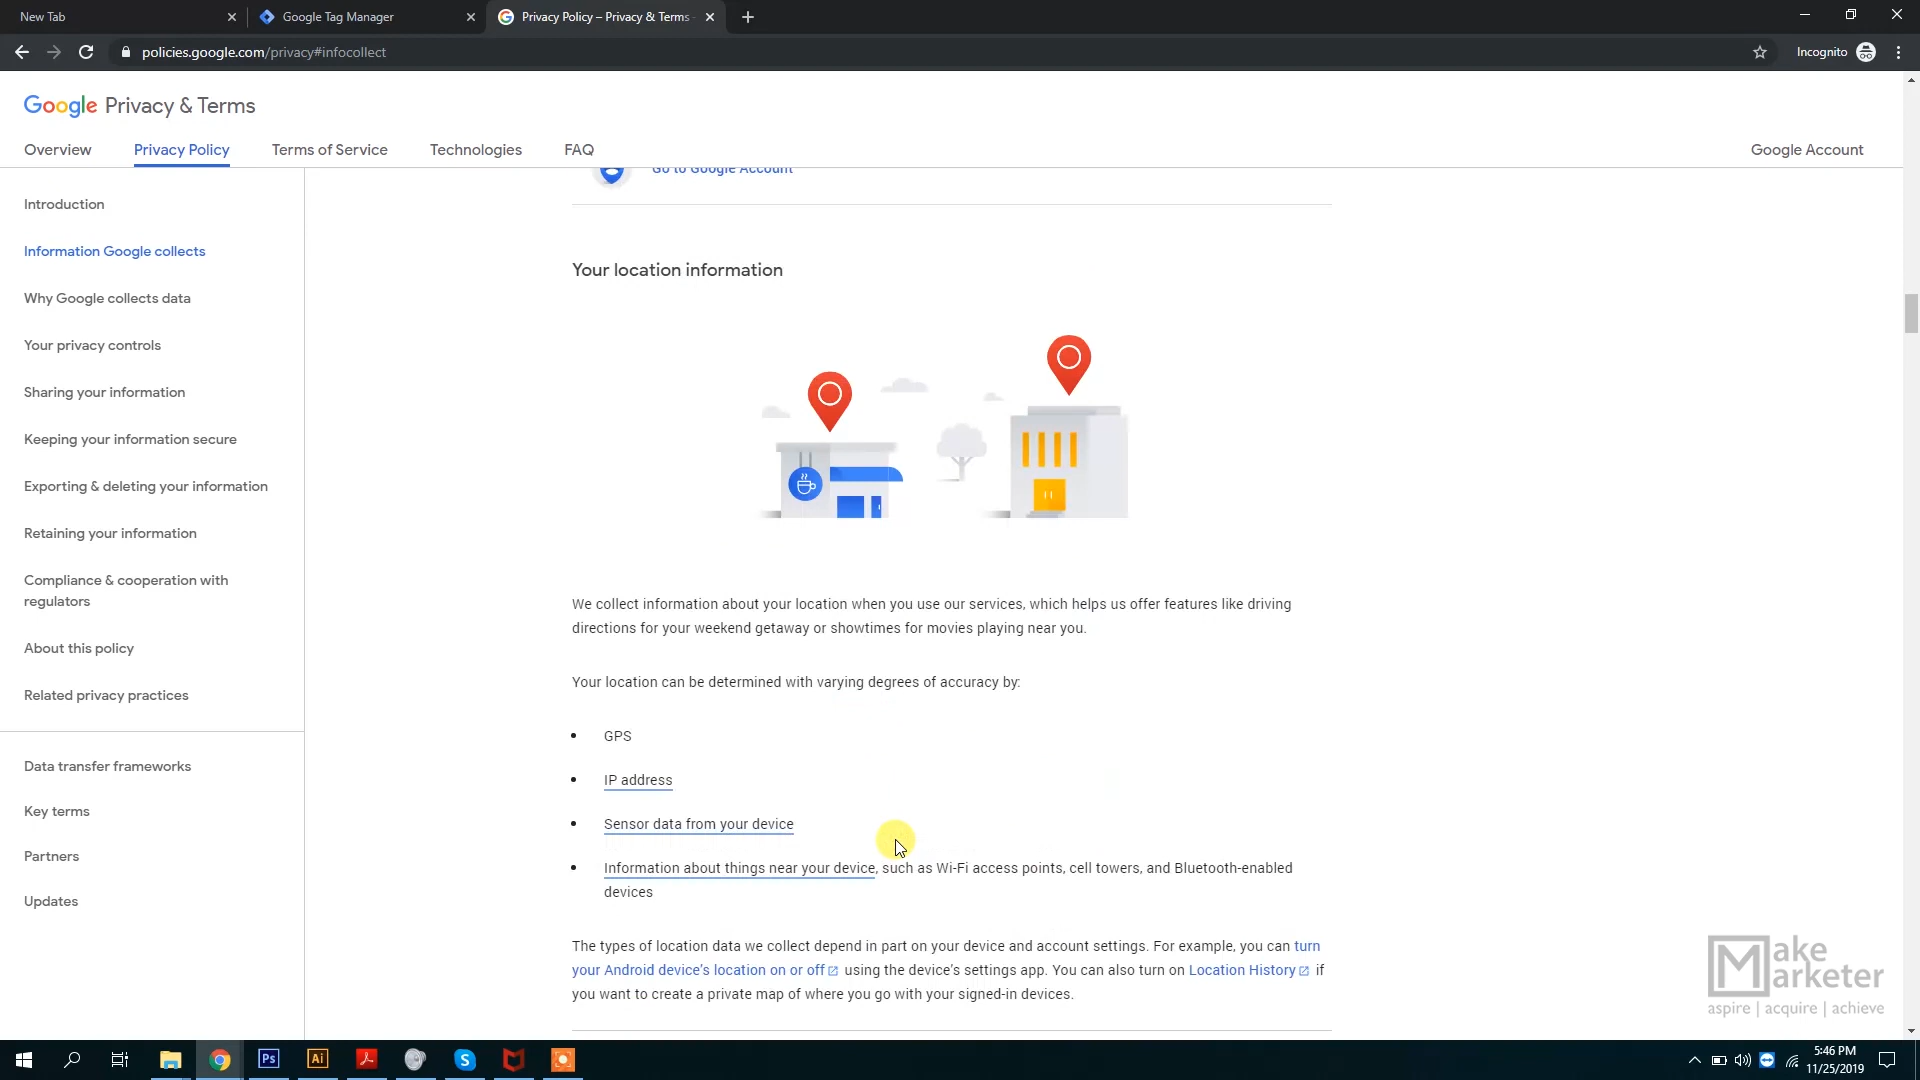 New Tab
Google Tag Manager
Privacy Policy – Privacy & Terms -
policies.google.com/privacy#infocollect
Incognito
Google Privacy & Terms
Overview
Privacy Policy
Terms of Service
Technologies
FAQ
Google Account
Introduction
Information Google collects
Why Google collects data
Your privacy controls
Sharing your information
Keeping your information secure
Exporting & deleting your information
Retaining your information
Compliance & cooperation with
regulators
About this policy
Related privacy practices
Data transfer frameworks
Key terms
Partners
Updates
Go to Google Account
Your location information
We collect information about your location when you use our services, which helps us offer features like driving
directions for your weekend getaway or showtimes for movies playing near you.
Your location can be determined with varying degrees of accuracy by:
• GPS
• IP address
• Sensor data from your device
• Information about things near your device, such as Wi-Fi access points, cell towers, and Bluetooth-enabled
devices
The types of location data we collect depend in part on your device and account settings. For example, you can turn
your Android device's location on or off using the device's settings app. You can also turn on Location History if
you want to create a private map of where you go with your signed-in devices.
Make
Marketer
aspire | acquire | achieve
Ps
Ai
S
5:46 PM
11/25/2019